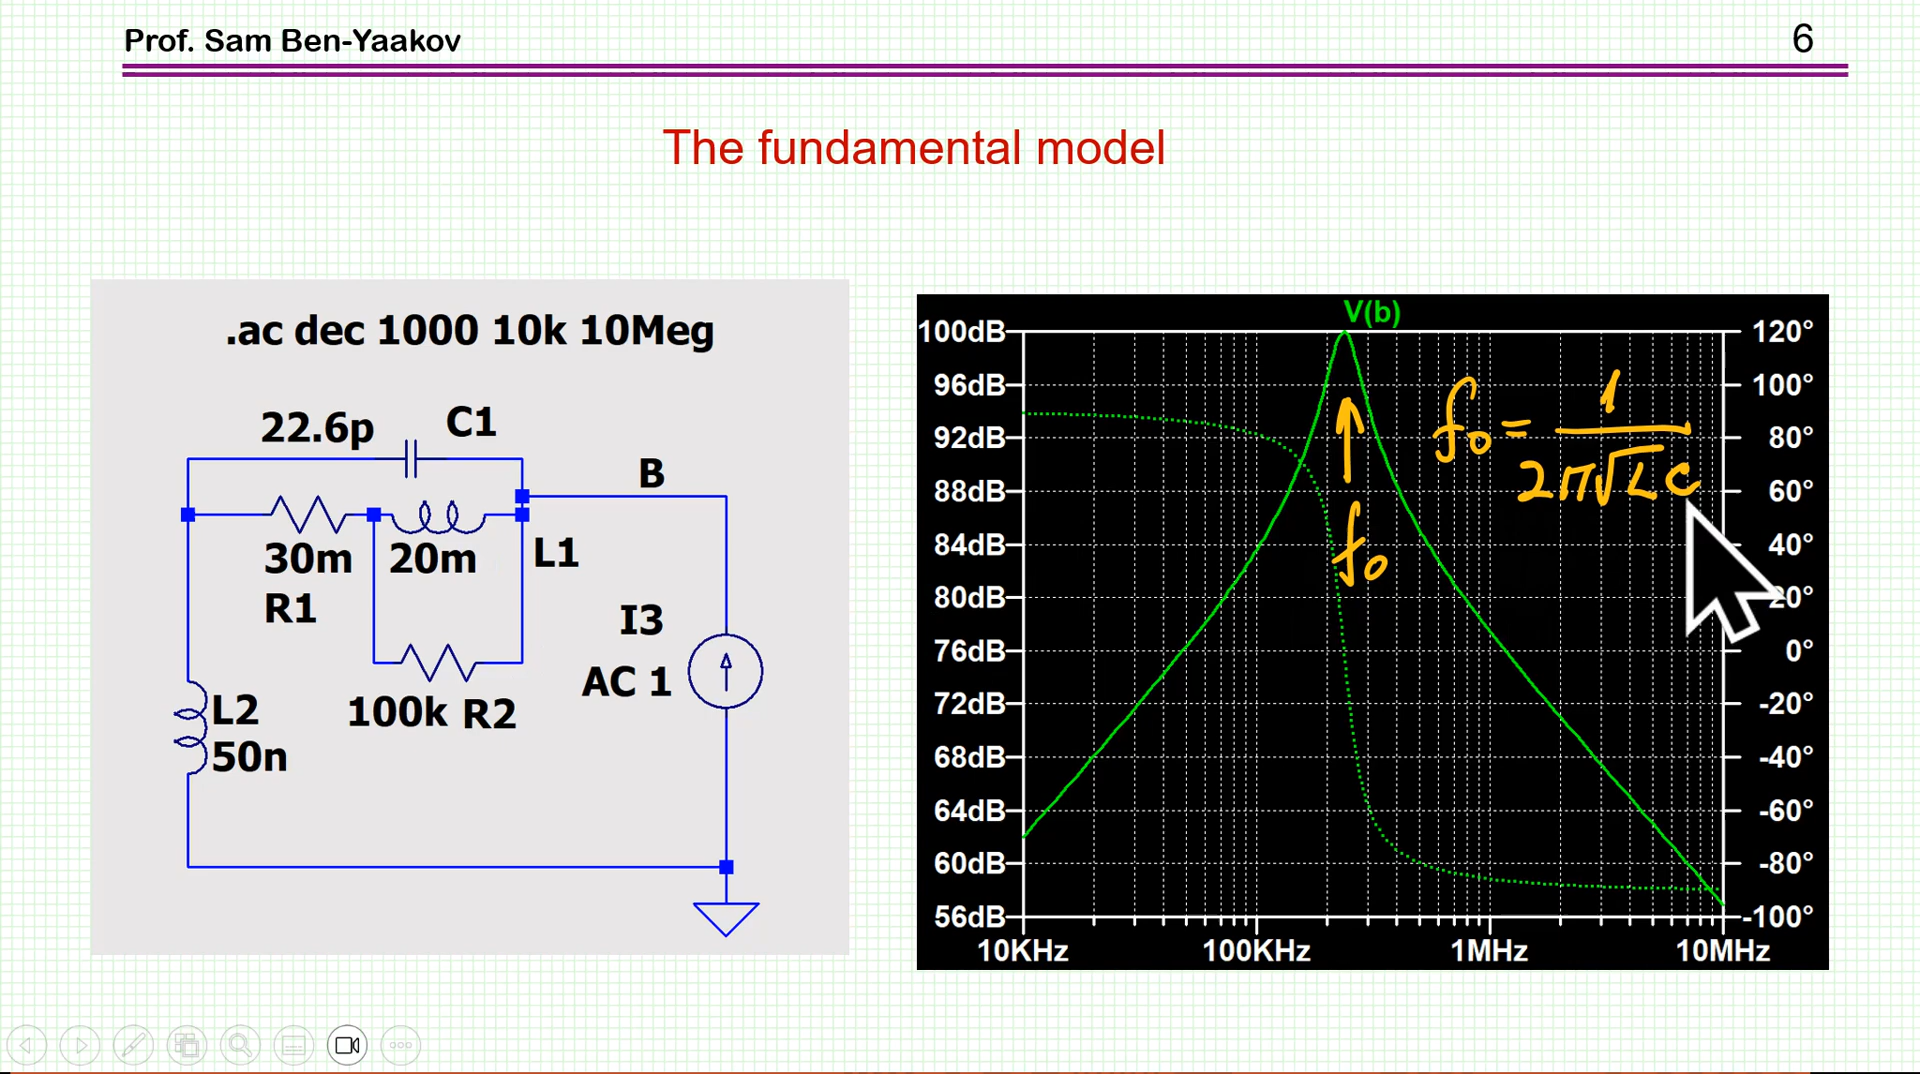 Prof. Sam Ben-Yaakov
6
The fundamental model
.ac dec 1000 10k 10Meg
22.6p
C1
B
30m
R1
20m
L1
I3
AC 1
L2
50n
100k R2
V(b)
100dB
96dB
92dB
88dB
84dB
80dB
76dB
72dB
68dB
64dB
60dB
56dB
120°
100°
80°
60°
40°
20°
0°
-20°
-40°
-60°
-80°
-100°
10KHz
100KHz
1MHz
10MHz
f₀
f₀ = 1
2π√LC